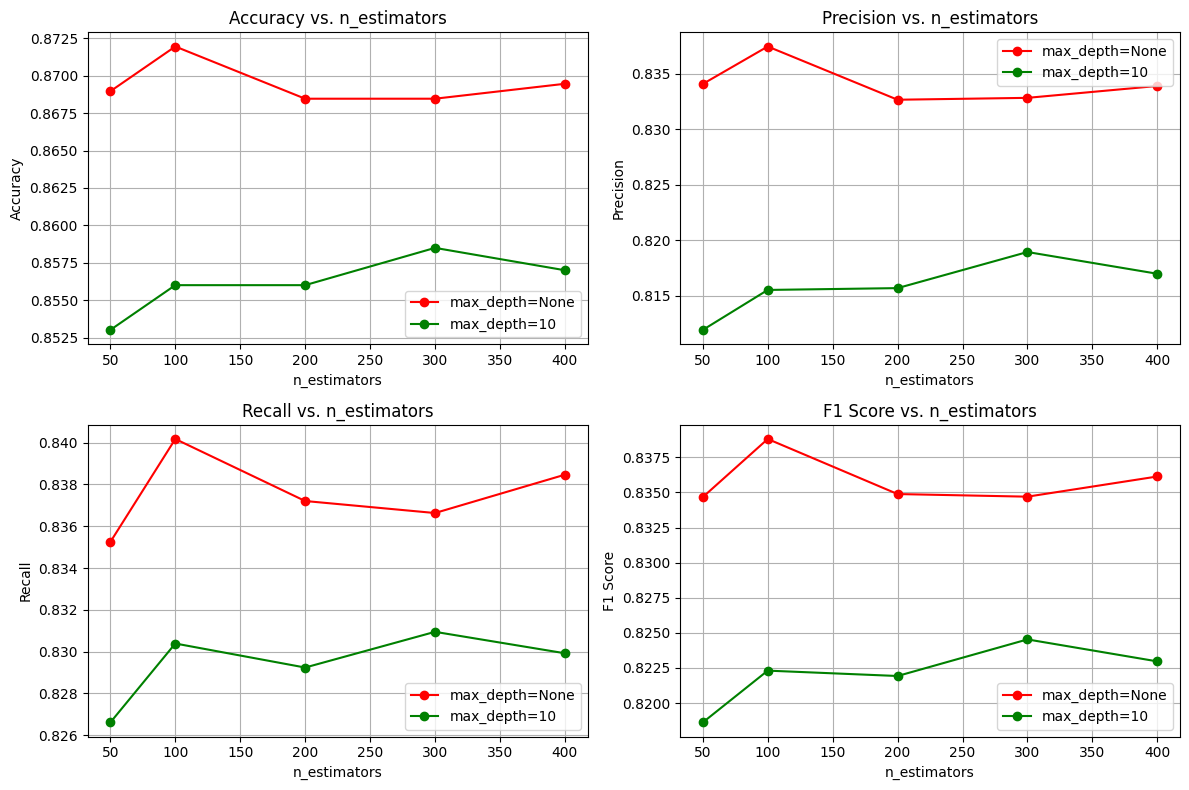 Accuracy vs. n_estimators
0.8725
0.8700
0.8675
0.8650
0.8625
0.8600
0.8575
0.8550
0.8525
Accuracy
max_depth=None
max_depth=10
50 100 150 200 250 300 350 400
n_estimators
Precision vs. n_estimators
0.835
0.830
0.825
0.820
0.815
Precision
max_depth=None
max_depth=10
50 100 150 200 250 300 350 400
n_estimators
Recall vs. n_estimators
0.840
0.838
0.836
0.834
0.832
0.830
0.828
0.826
Recall
max_depth=None
max_depth=10
50 100 150 200 250 300 350 400
n_estimators
F1 Score vs. n_estimators
0.8375
0.8350
0.8325
0.8300
0.8275
0.8250
0.8225
0.8200
F1 Score
max_depth=None
max_depth=10
50 100 150 200 250 300 350 400
n_estimators